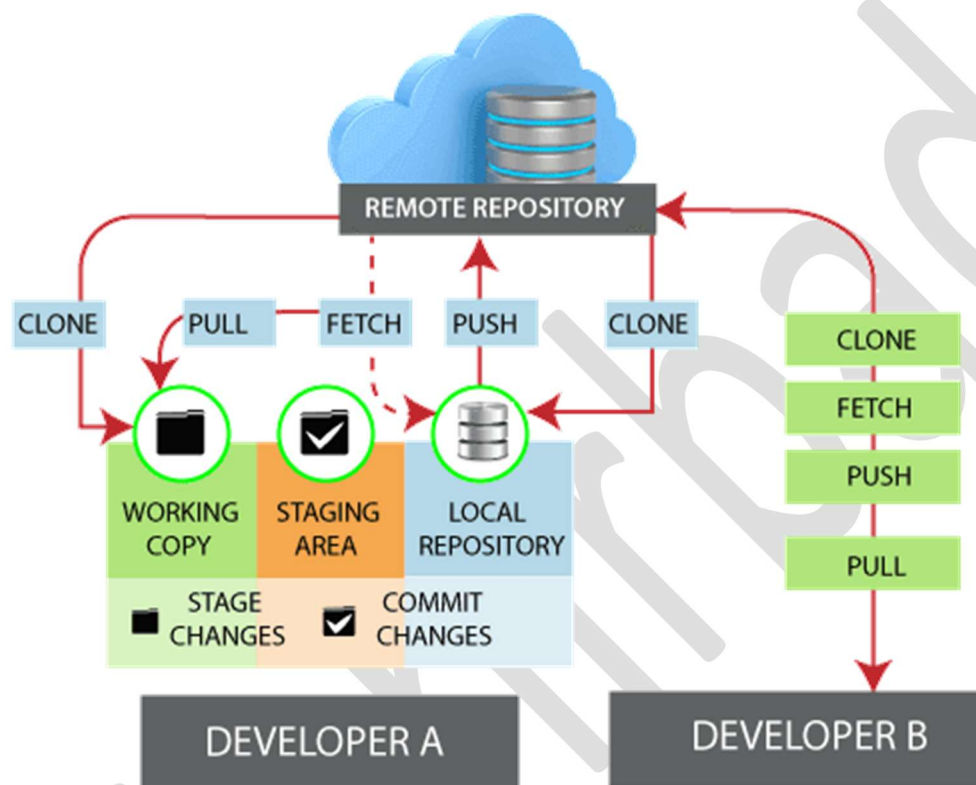 REMOTE REPOSITORY
CLONE
PULL
FETCH
PUSH
CLONE
CLONE
FETCH
PUSH
PULL
WORKING
COPY
STAGING
AREA
LOCAL
REPOSITORY
STAGE
CHANGES
COMMIT
CHANGES
DEVELOPER A
DEVELOPER B